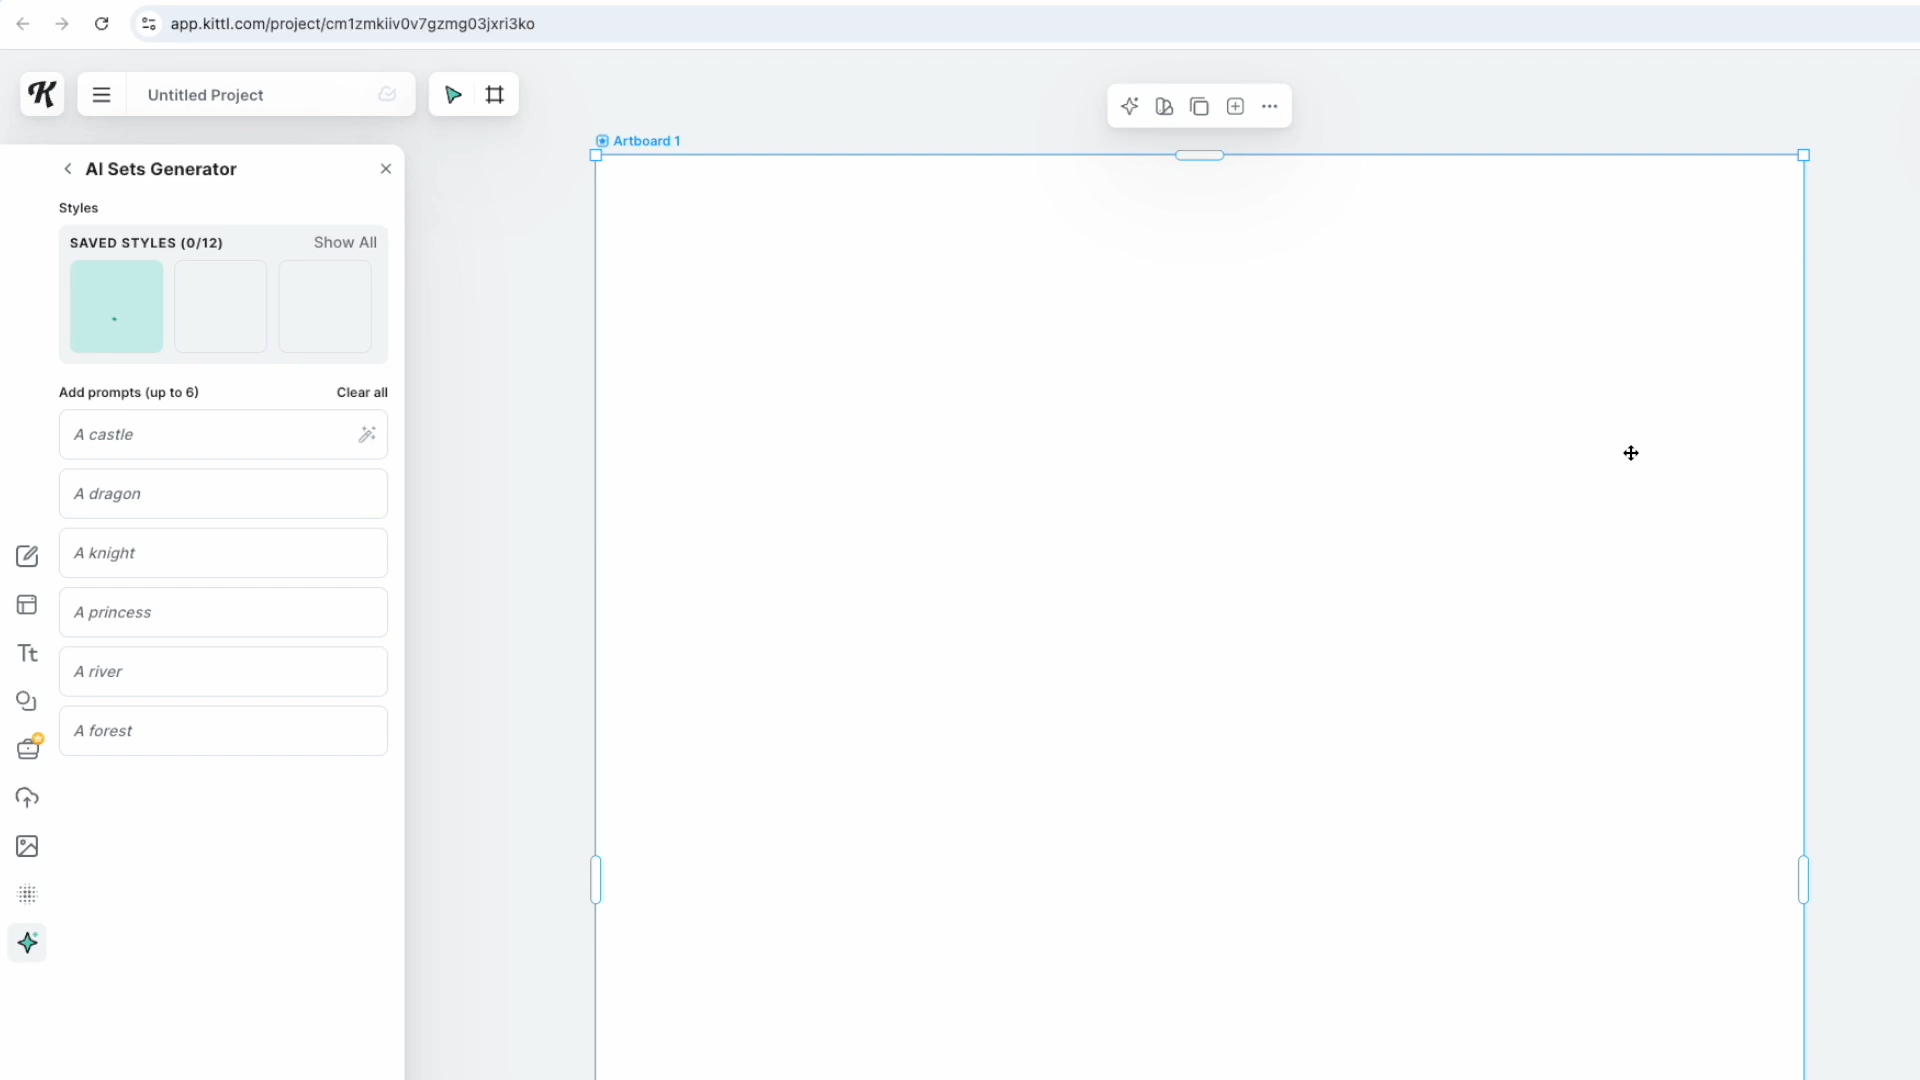 app.kittl.com/project/cm1zmkiiv0v7gzmg03jxri3ko
K
Untitled Project
Artboard 1
AI Sets Generator
Styles
SAVED STYLES (0/12) Show All
Add prompts (up to 6) Clear all
A castle
A dragon
A knight
A princess
A river
A forest
Tt